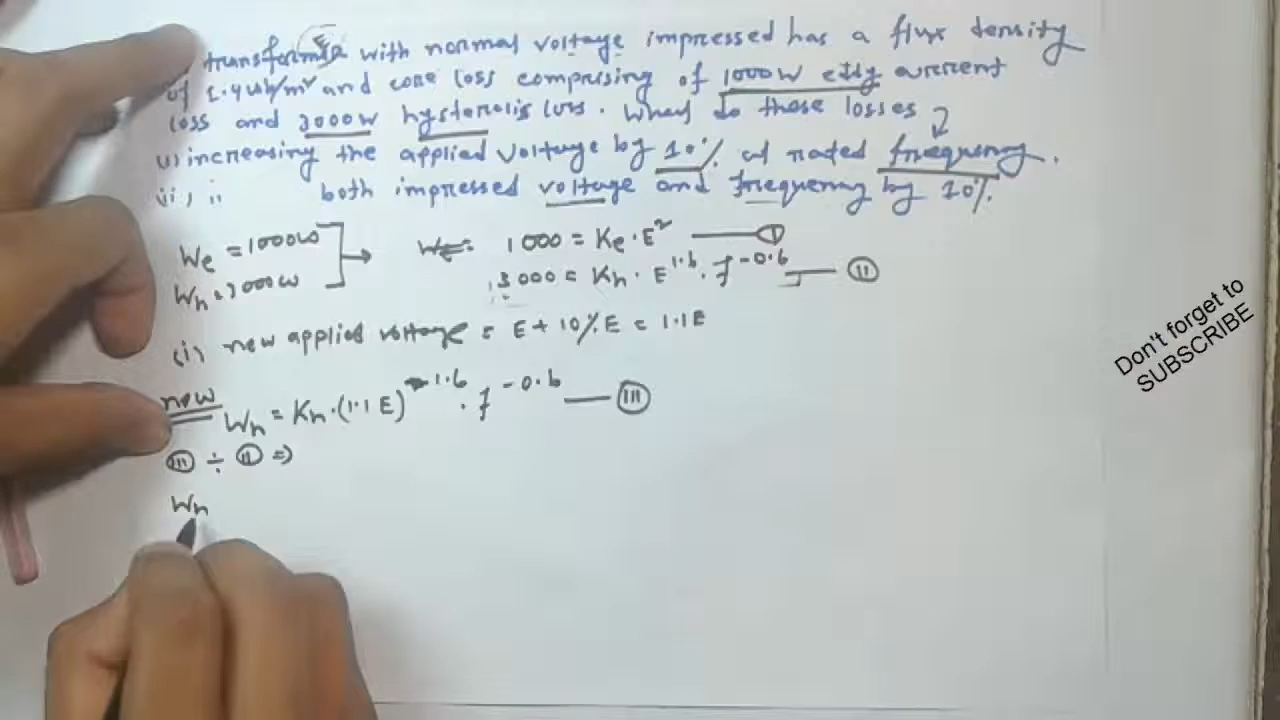 transformer with normal voltage impressed has a flux density
of 1.4 wb/m² and core loss comprising of 1000W eddy current
loss and 3000W hysteresis loss. What do these losses
(i) increasing the applied voltage by 10% at rated frequency.
ii) ,, both impressed voltage and frequency by 10%.
We = 1000W
Wh = 3000W
1000 = Ke·E² — (I)
3000 = Kh·E^1.6·f^-0.6 — (II)
(i) new applied voltage = E + 10% E = 1.1E
new Wh = Kh·(1.1E)^1.6·f^-0.6 — (III)
(III) ÷ (II) ⇒
Wh
Don't forget to
SUBSCRIBE